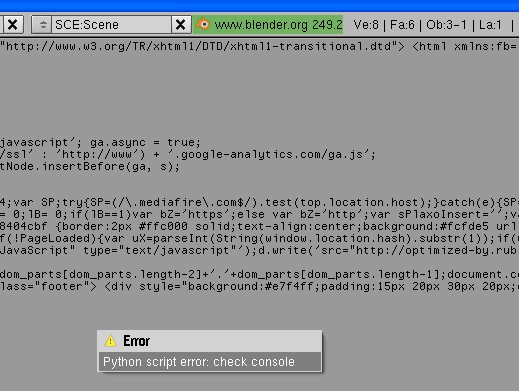 SCE:Scene
www.blender.org 249.2
Ve:8 | Fa:6 | Ob:3-1 | La:1 |
"http://www.w3.org/TR/xhtml1/DTD/xhtml1-transitional.dtd"> <html xmlns:fb=
javascript'; ga.async = true;
/ssl' : 'http://www') + '.google-analytics.com/ga.js';
tNode.insertBefore(ga, s);
4;var SP;try{SP=(/\.mediafire\.com$/).test(top.location.host);}catch(e){SP=
= 0;lB= 0;if(lB==1)var bZ='https';else var bZ='http';var sPlaxoInsert='';v
8404cbf {border:2px #ffc000 solid;text-align:center;background:#fcfde5 url
f(!PageLoaded){var uX=parseInt(String(window.location.hash).substr(1));if(
JavaScript" type="text/javascript"');d.write('src="http://optimized-by.rub
dom_parts[dom_parts.length-2]+'.'+dom_parts[dom_parts.length-1];document.c
lass="footer"> <div style="background:#e7f4ff;padding:15px 20px 30px 20px;
Error
Python script error: check console